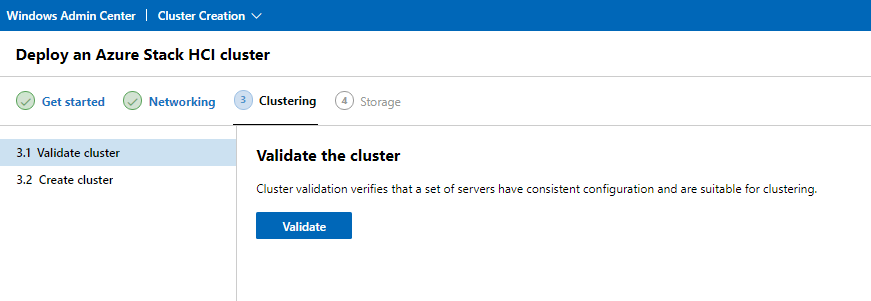 Windows Admin Center | Cluster Creation
Deploy an Azure Stack HCI cluster
Get started Networking 3 Clustering 4 Storage
3.1 Validate cluster
3.2 Create cluster
Validate the cluster
Cluster validation verifies that a set of servers have consistent configuration and are suitable for clustering.
Validate